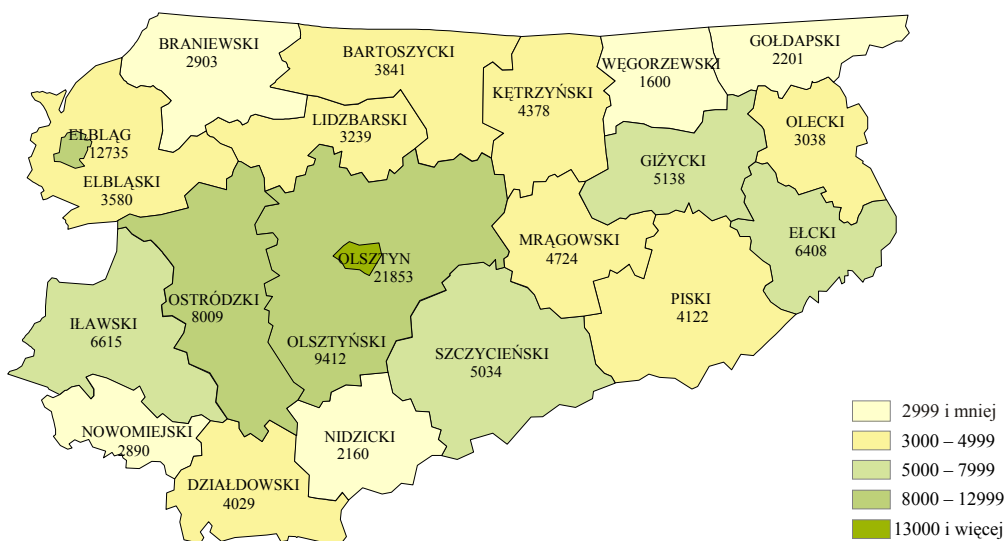 BRANIEWSKI
2903
BARTOSZYCKI
3841
KĘTRZYŃSKI
4378
WĘGORZEWSKI
1600
GOŁDAPSKI
2201
ELBLĄG
12735
LIDZBARSKI
3239
OLECKI
3038
GIŻYCKI
5138
ELBLĄSKI
3580
MRĄGOWSKI
4724
EŁCKI
6408
OLSZTYN
21853
OSTRÓDZKI
8009
PISKI
4122
IŁAWSKI
6615
OLSZTYŃSKI
9412
SZCZYCIEŃSKI
5034
NOWOMIEJSKI
2890
NIDZICKI
2160
DZIAŁDOWSKI
4029
2999 i mniej
3000 – 4999
5000 – 7999
8000 – 12999
13000 i więcej